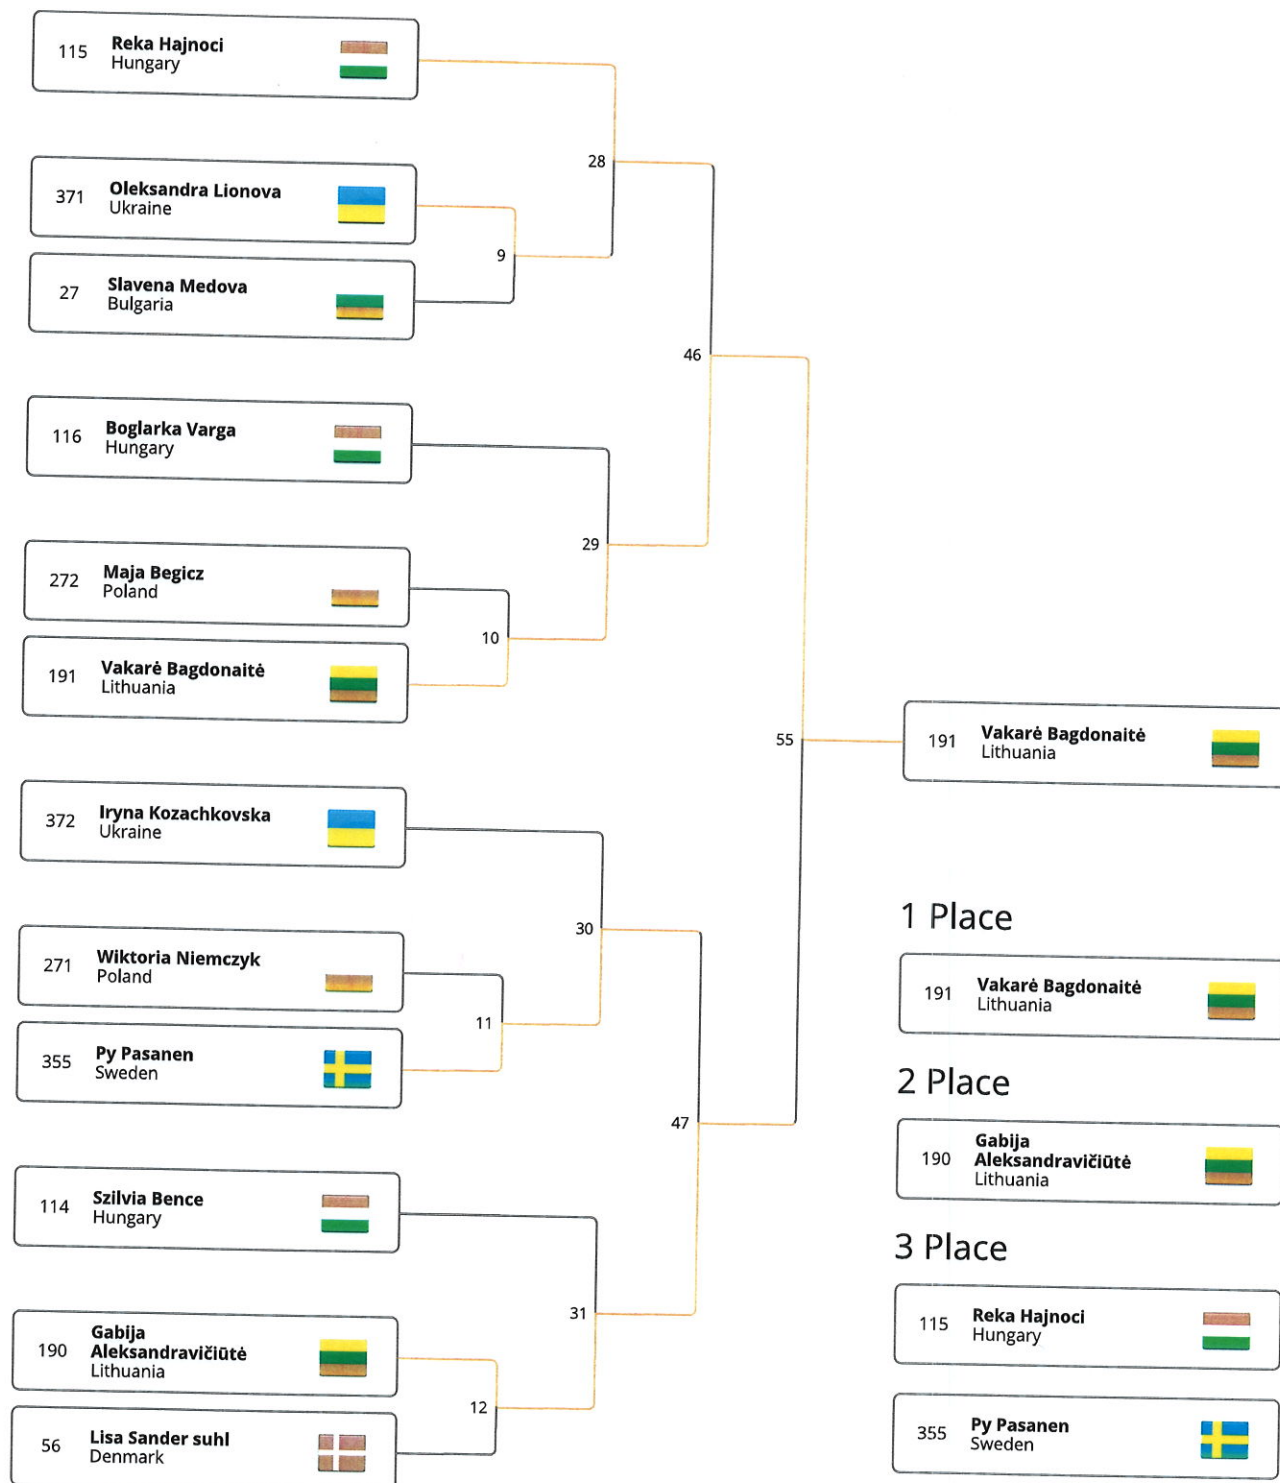 115 Reka Hajnoci
Hungary
28
371 Oleksandra Lionova
Ukraine
9
27 Slavena Medova
Bulgaria
46
116 Boglarka Varga
Hungary
29
272 Maja Begicz
Poland
10
191 Vakarė Bagdonaitė
Lithuania
55
191 Vakarė Bagdonaitė
Lithuania
372 Iryna Kozachkovska
Ukraine
30
271 Wiktoria Niemczyk
Poland
11
355 Py Pasanen
Sweden
47
114 Szilvia Bence
Hungary
31
190 Gabija
Aleksandravičiūtė
Lithuania
12
56 Lisa Sander suhl
Denmark
1 Place
191 Vakarė Bagdonaitė
Lithuania
2 Place
190 Gabija
Aleksandravičiūtė
Lithuania
3 Place
115 Reka Hajnoci
Hungary
355 Py Pasanen
Sweden